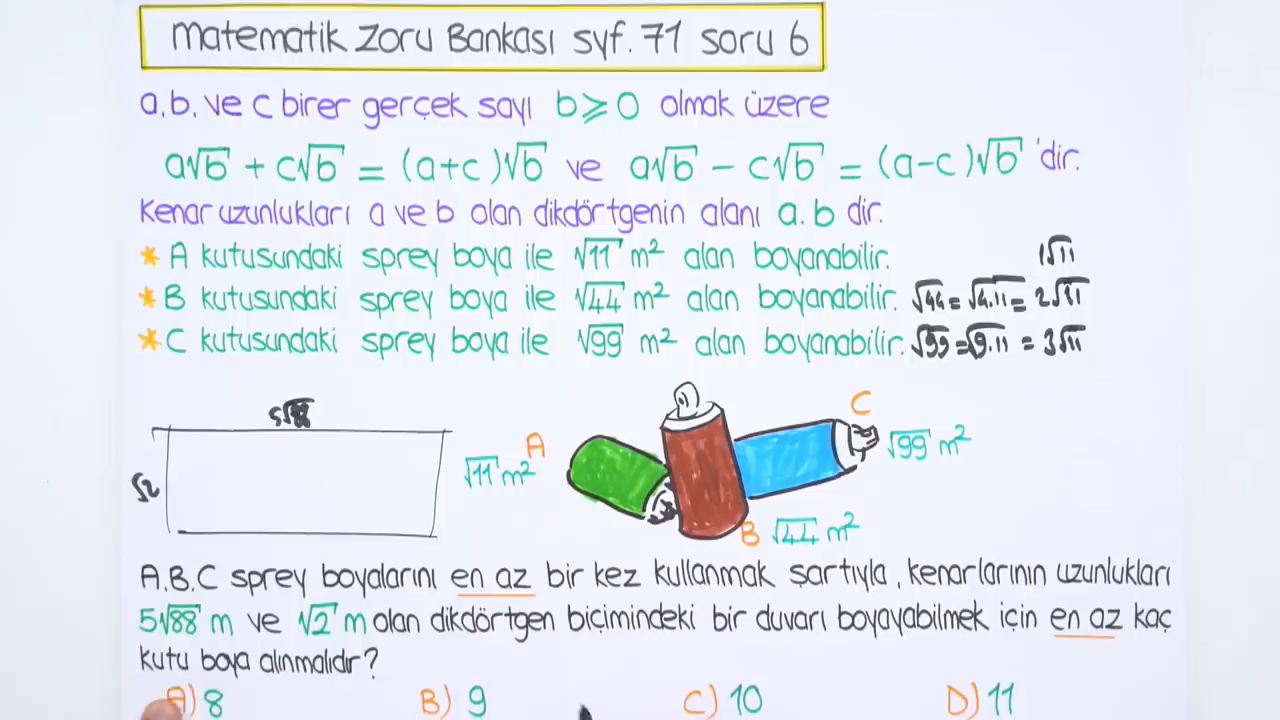 Matematik Zoru Bankası syf. 71 soru 6
a,b, ve c birer gerçek sayı b≥0 olmak üzere
a√b + c√b = (a+c)√b ve a√b - c√b = (a-c)√b 'dir.
Kenar uzunlukları a ve b olan dikdörtgenin alanı a.b dir.
* A kutusundaki sprey boya ile √11 m² alan boyanabilir. 1√11
* B kutusundaki sprey boya ile √44 m² alan boyanabilir. √44 = √4.11 = 2√11
* C kutusundaki sprey boya ile √99 m² alan boyanabilir. √99 = √9.11 = 3√11
5√88
√2
A
√11 m²
C
√99 m²
B √44 m²
A,B,C sprey boyalarını en az bir kez kullanmak şartıyla, kenarlarının uzunlukları
5√88 m ve √2 m olan dikdörtgen biçimindeki bir duvarı boyayabilmek için en az kaç
kutu boya alınmalıdır?
A) 8 B) 9 C) 10 D) 11